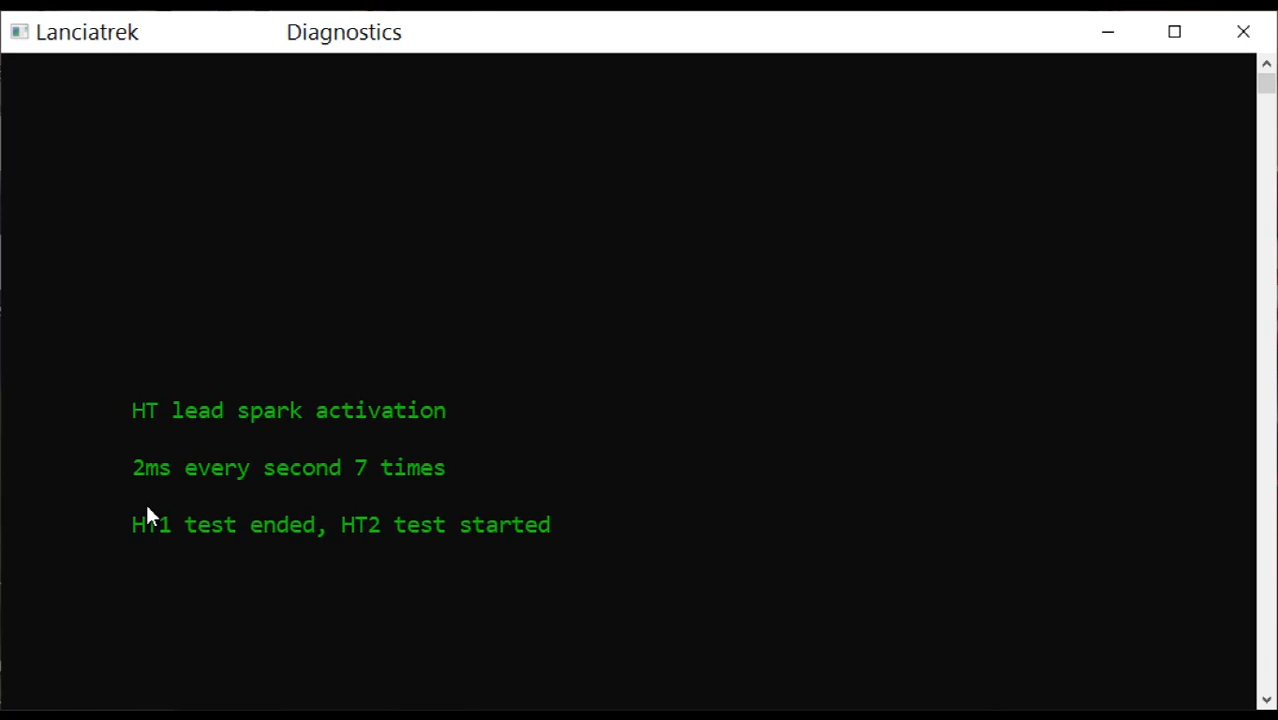 Lanciatrek Diagnostics
HT lead spark activation
2ms every second 7 times
HT1 test ended, HT2 test started